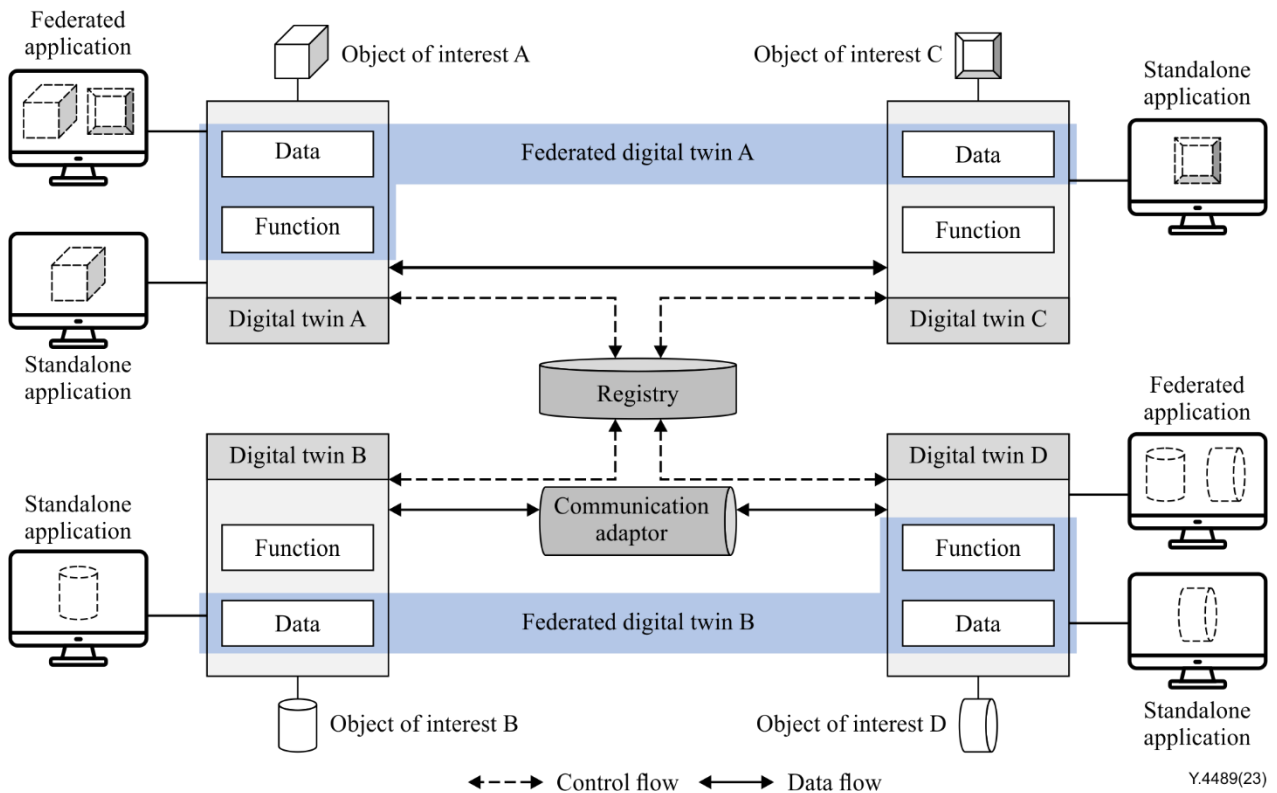 Federated
application
Object of interest A
Object of interest C
Standalone
application
Data
Federated digital twin A
Data
Function
Function
Digital twin A
Digital twin C
Standalone
application
Registry
Federated
application
Digital twin B
Digital twin D
Standalone
application
Communication
adaptor
Function
Function
Data
Federated digital twin B
Data
Object of interest B
Object of interest D
Standalone
application
Control flow
Data flow
Y.4489(23)